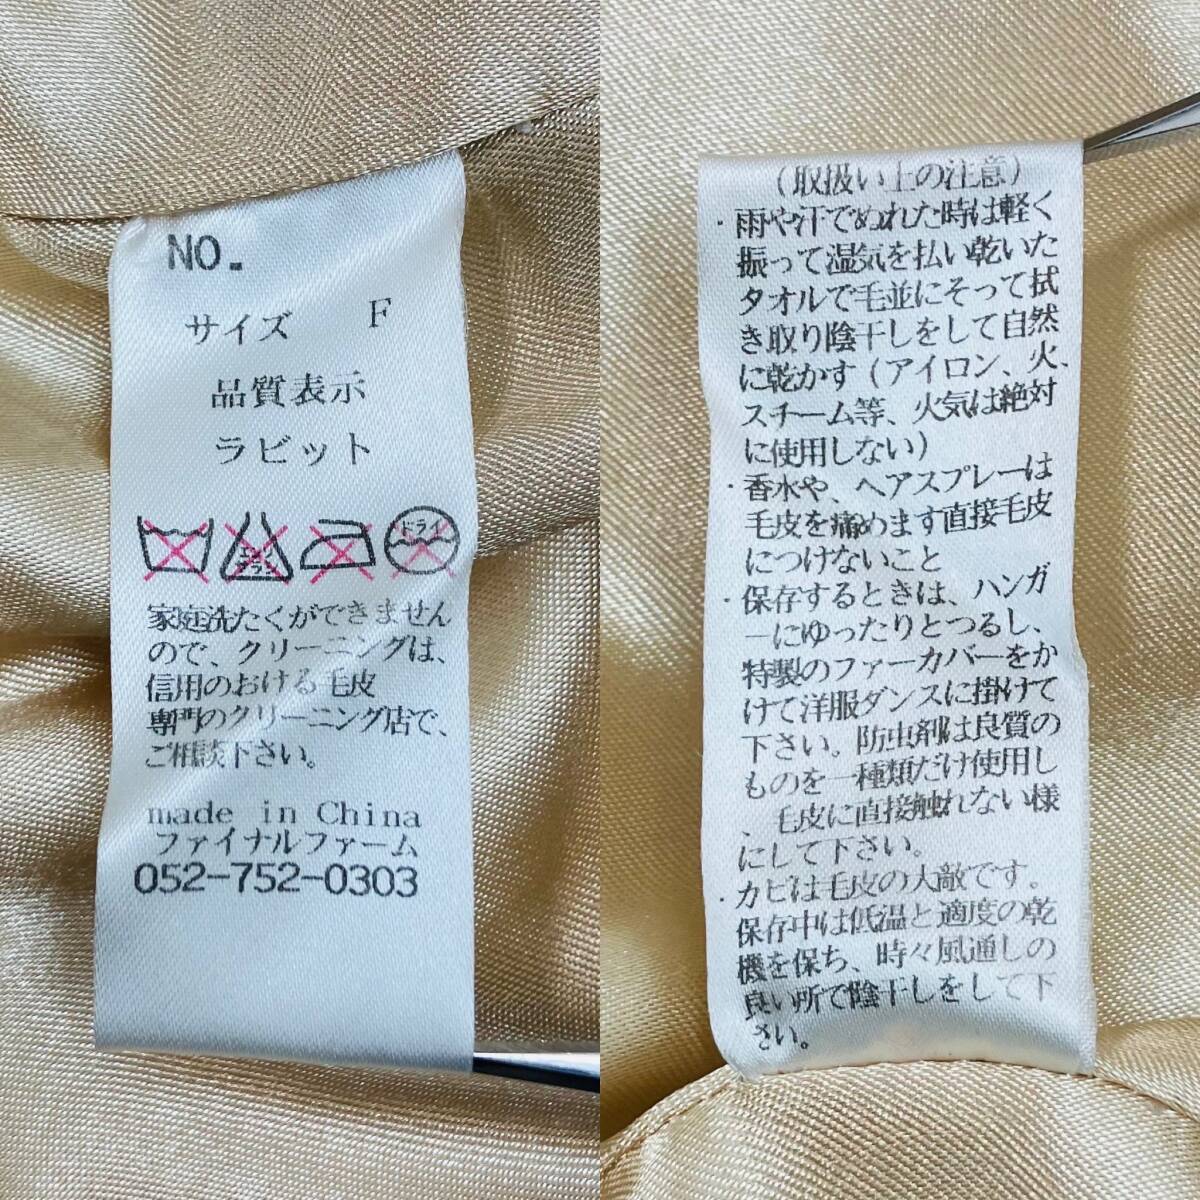 NO.
サイズ F
品質表示
ラビット
エンソ
サラシ
ドライ
家庭洗たくができません
ので、クリーニングは、
信用のおける毛皮
専門のクリーニング店で、
ご相談下さい。
made in China
ファイナルファーム
052-752-0303
(取扱い上の注意)
・雨や汗でぬれた時は軽く
振って湿気を払い乾いた
タオルで毛並にそって拭
き取り陰干しをして自然
に乾かす(アイロン、火、
スチーム等、火気は絶対
に使用しない)
・香水や、ヘアスプレーは
毛皮を痛めます直接毛皮
につけないこと
・保存するときは、ハンガ
ーにゆったりとつるし、
特製のファーカバーをか
けて洋服ダンスに掛けて
下さい。防虫剤は良質の
ものを一種類だけ使用し
、毛皮に直接触れない様
にして下さい。
・カビは毛皮の大敵です。
保存中は低温と適度の乾
機を保ち、時々風通しの
良い所で陰干しをして下
さい。